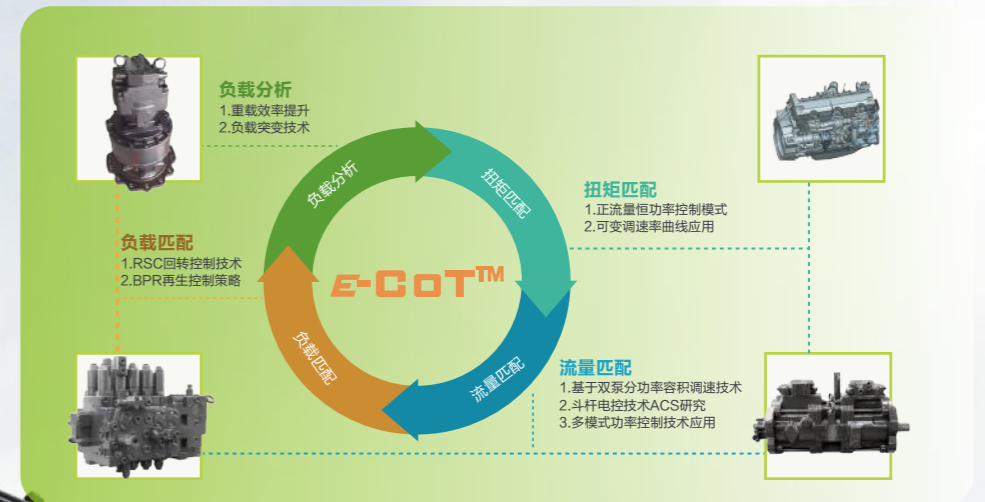 负载分析
1.重载效率提升
2.负载突变技术
负载分析
扭矩匹配
扭矩匹配
1.正流量恒功率控制模式
2.可变调速率曲线应用
负载匹配
1.RSC回转控制技术
2.BPR再生控制策略
e-CoT™
负载匹配
流量匹配
流量匹配
1.基于双泵分功率容积调速技术
2.斗杆电控技术ACS研究
3.多模式功率控制技术应用